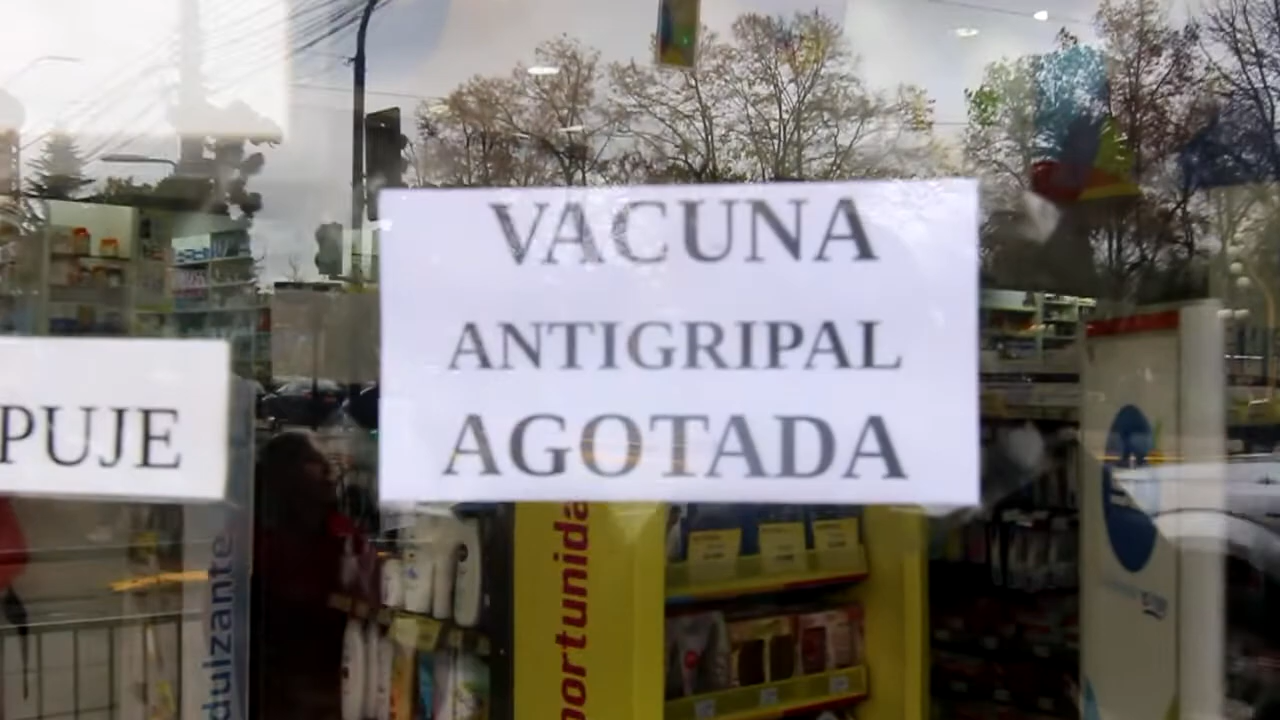 VACUNA
ANTIGRIPAL
AGOTADA
PUJE
dulzante
portunida